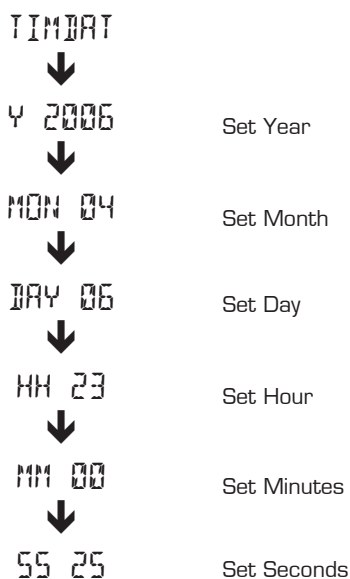 TIMDAT
Y 2006 Set Year
MON 04 Set Month
DAY 06 Set Day
HH 23 Set Hour
MM 00 Set Minutes
SS 25 Set Seconds